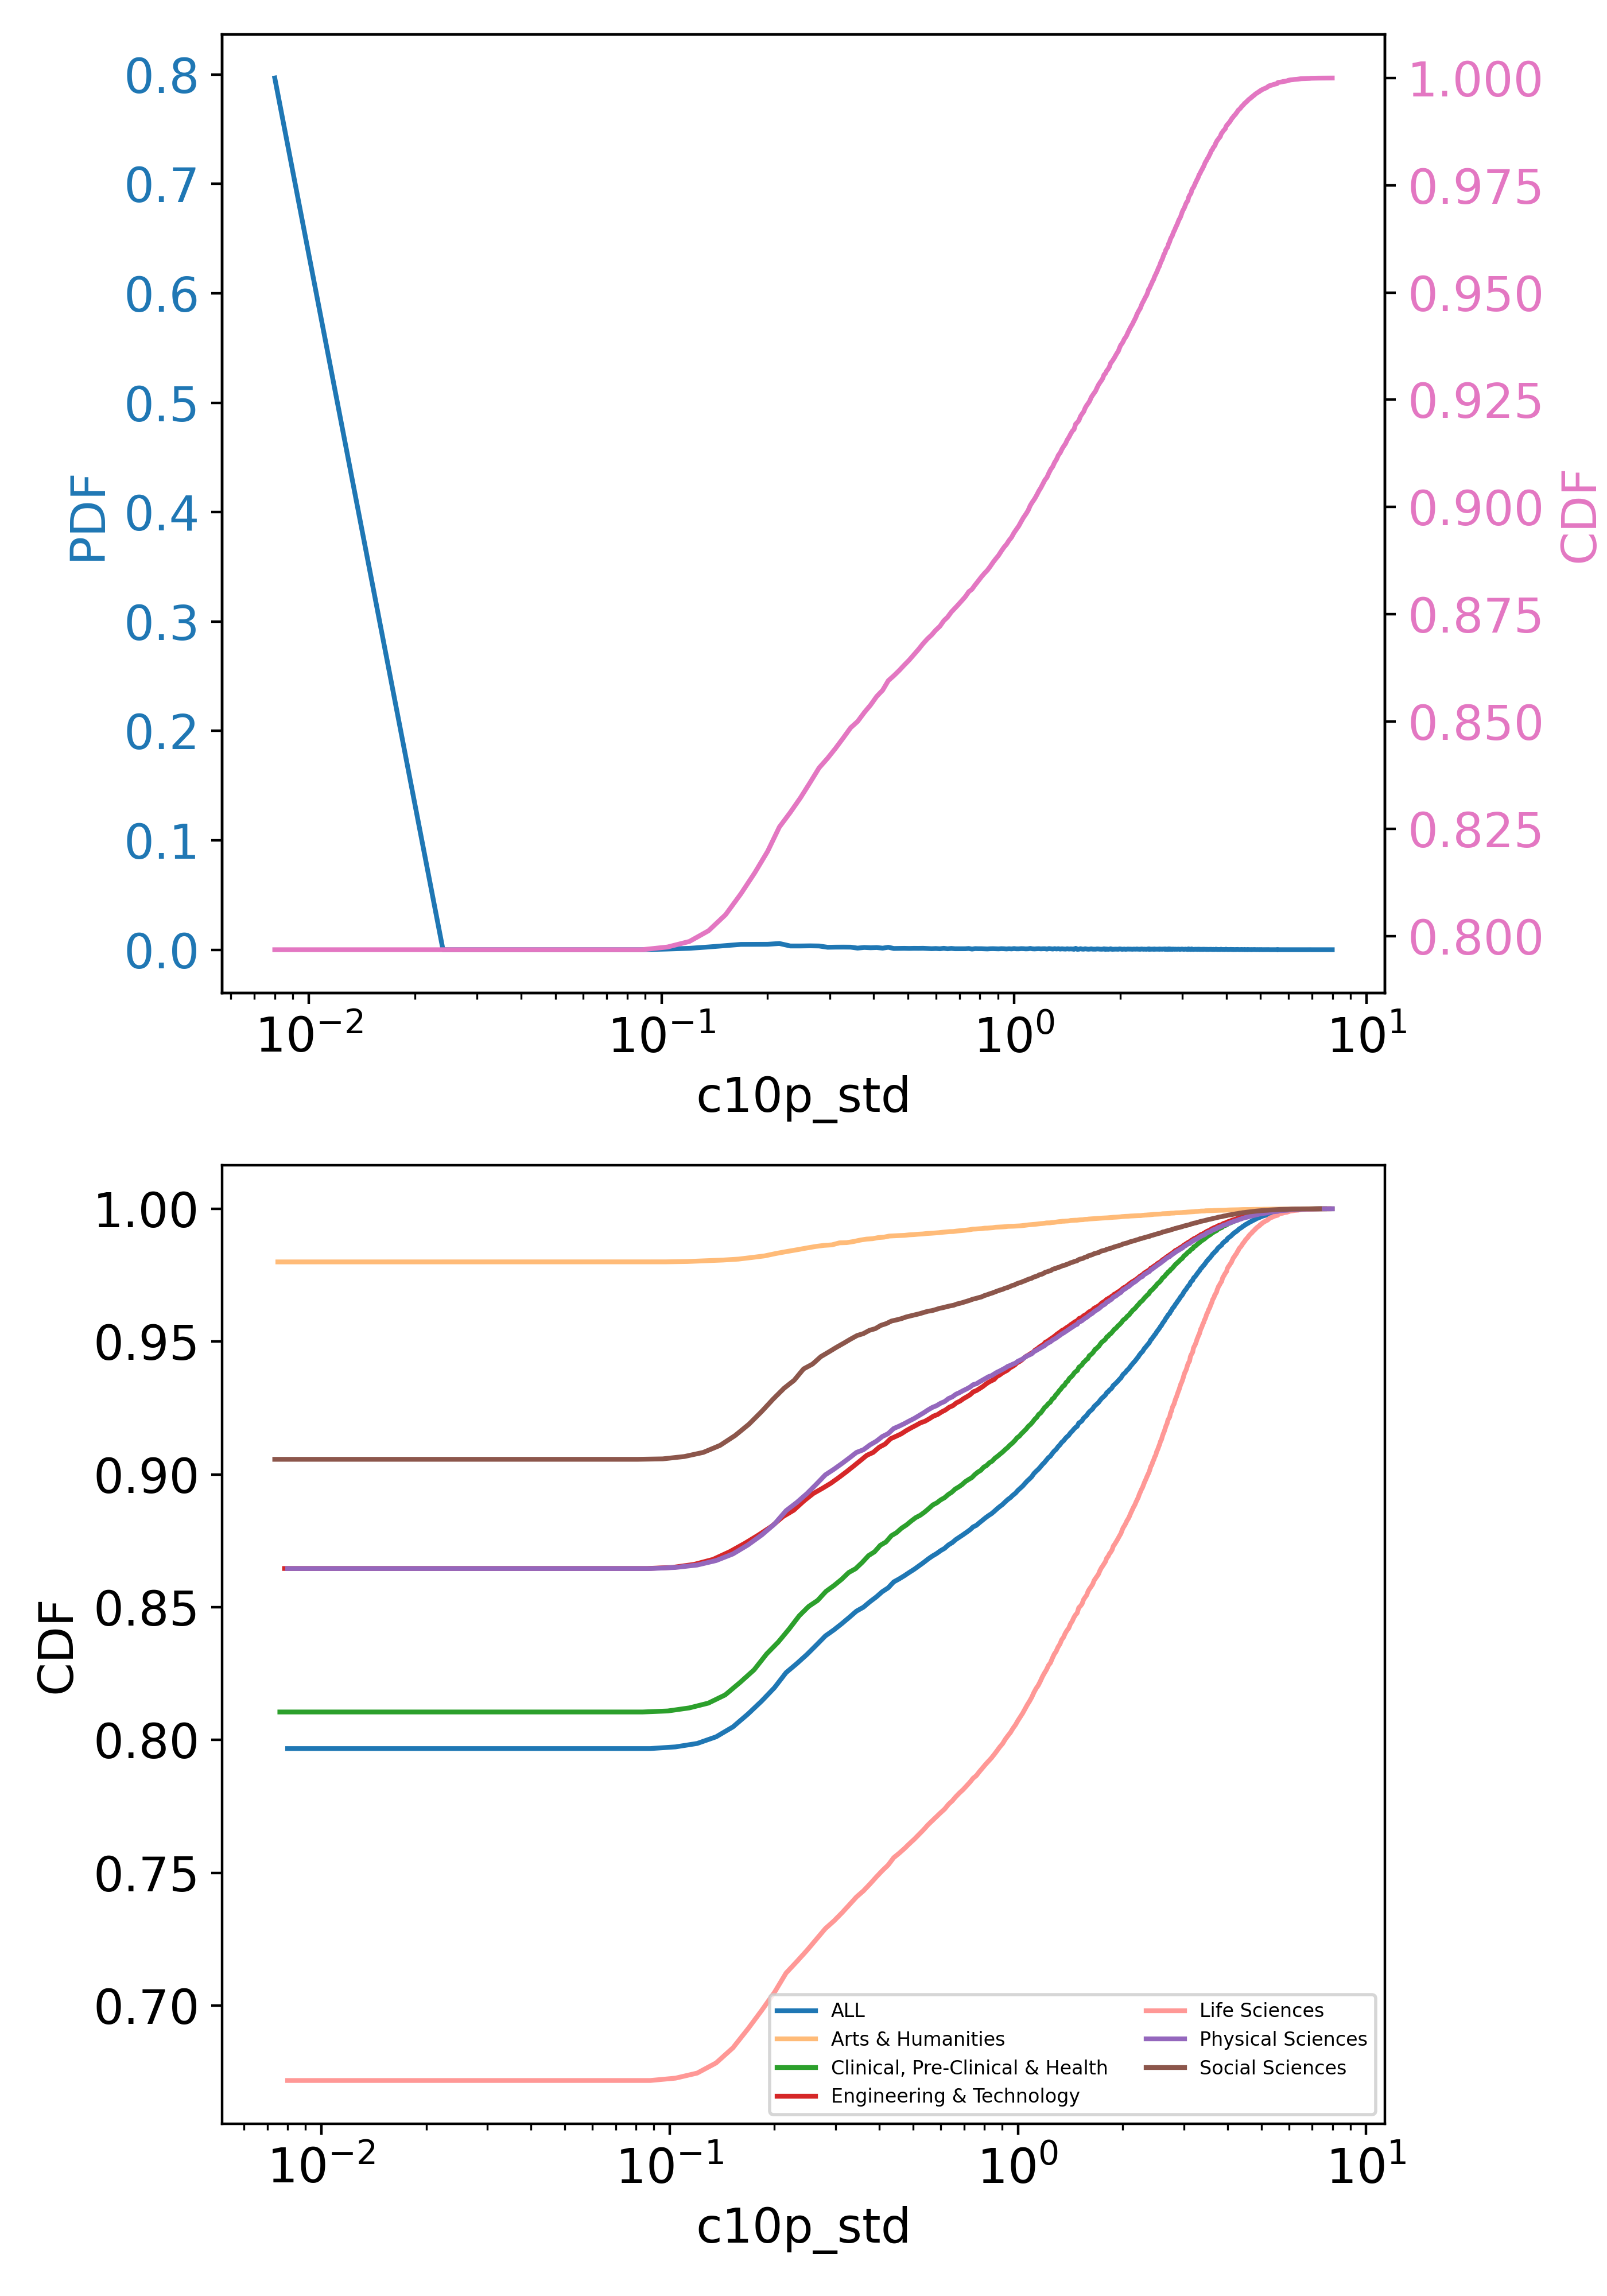 0.8
0.7
0.6
0.5
0.4
0.3
0.2
0.1
0.0
PDF
1.000
0.975
0.950
0.925
0.900
0.875
0.850
0.825
0.800
CDF
10⁻²
10⁻¹
10⁰
10¹
c10p_std
1.00
0.95
0.90
0.85
0.80
0.75
0.70
CDF
ALL
Arts & Humanities
Clinical, Pre-Clinical & Health
Engineering & Technology
Life Sciences
Physical Sciences
Social Sciences
10⁻²
10⁻¹
10⁰
10¹
c10p_std